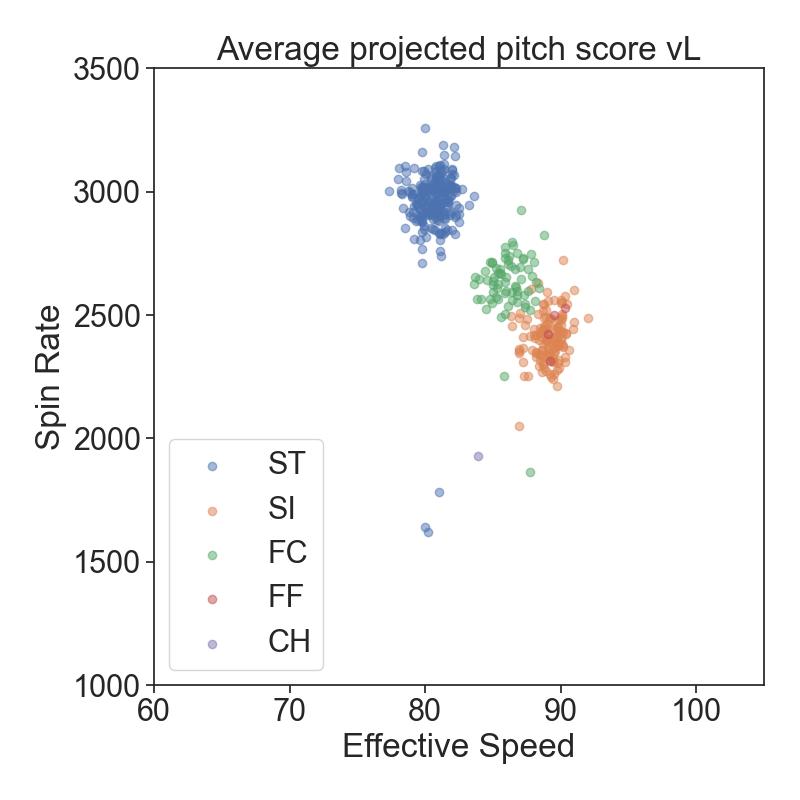 Average projected pitch score vL
3500
3000
2500
2000
1500
1000
Spin Rate
ST
SI
FC
FF
CH
60 70 80 90 100
Effective Speed